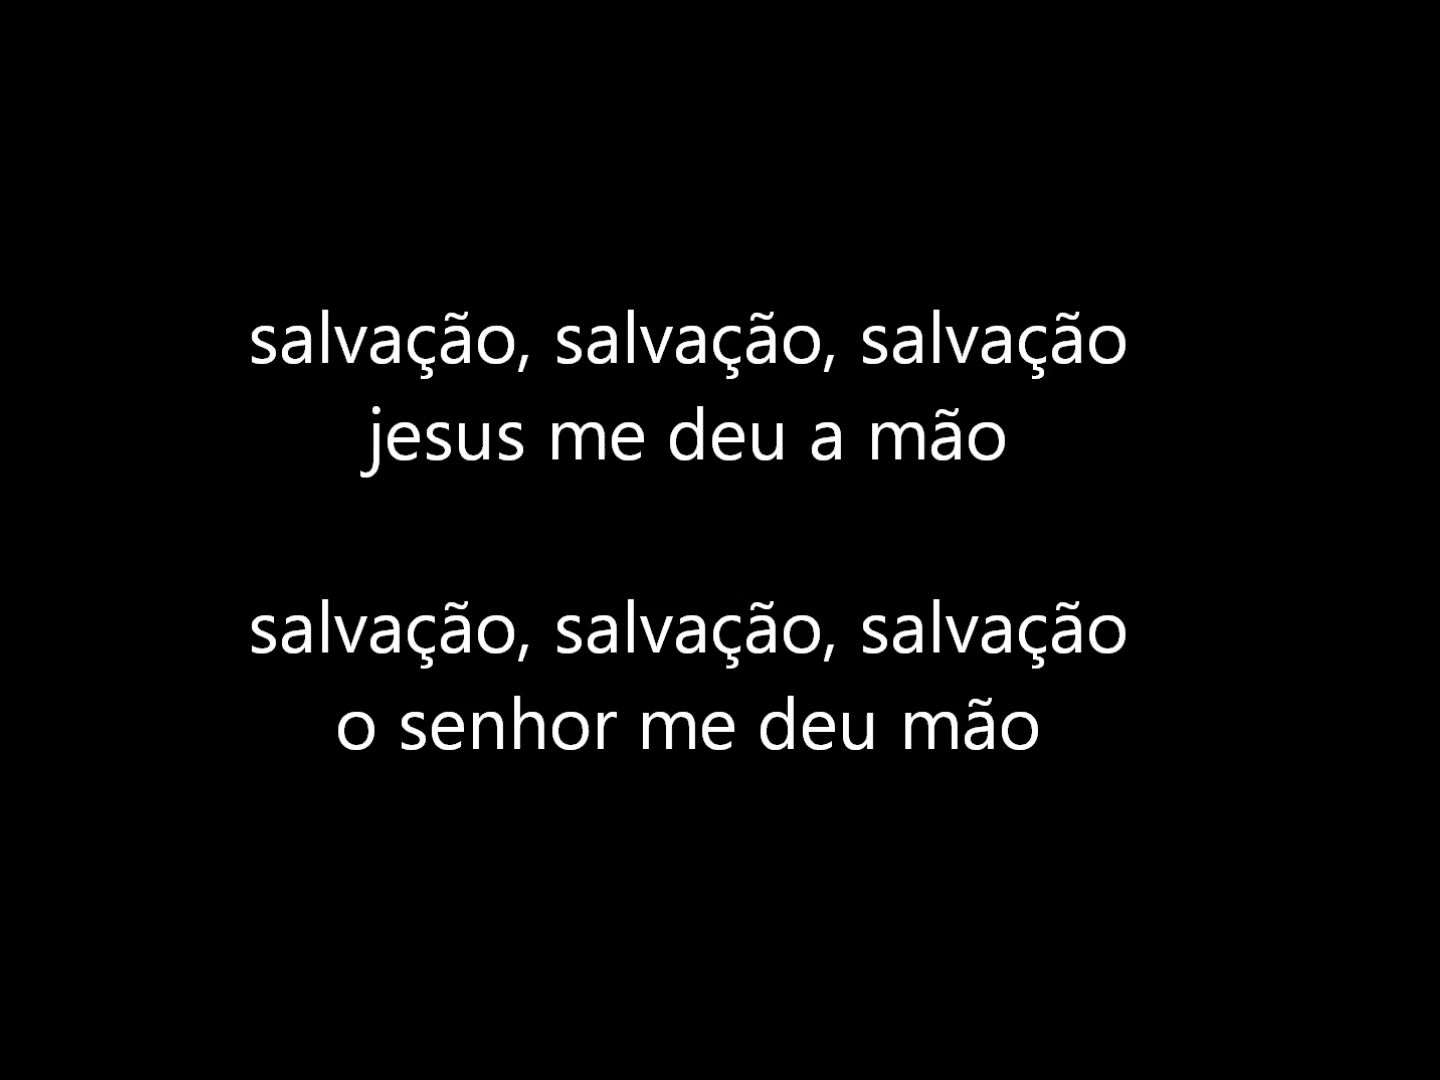 salvação, salvação, salvação
jesus me deu a mão
salvação, salvação, salvação
o senhor me deu mão